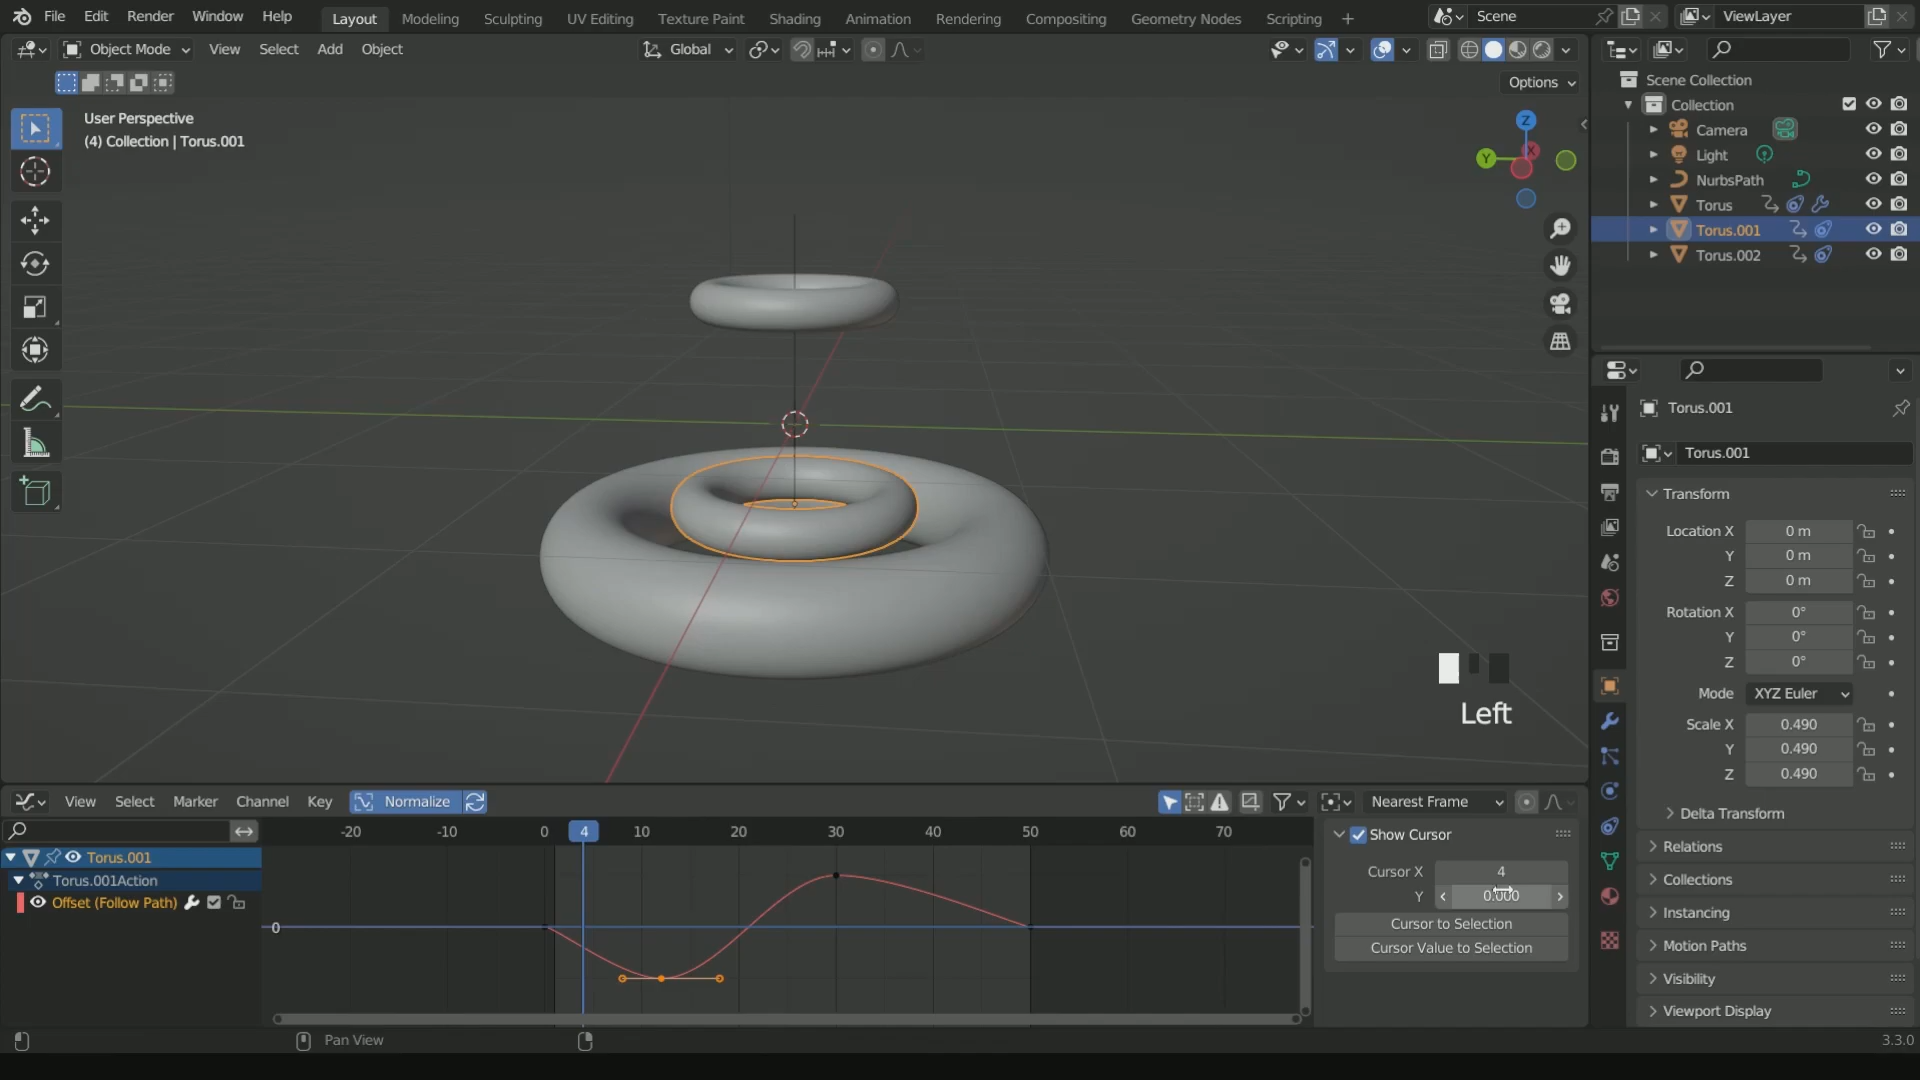 File Edit Render Window Help Layout Modeling Sculpting UV Editing Texture Paint Shading Animation Rendering Compositing Geometry Nodes Scripting + Scene ViewLayer
Object Mode View Select Add Object Global
Options
User Perspective
(4) Collection | Torus.001
Z
Y
X
Left
Scene Collection
Collection
Camera
Light
NurbsPath
Torus
Torus.001
Torus.002
Torus.001
Torus.001
Transform
Location X 0 m
Y 0 m
Z 0 m
Rotation X 0°
Y 0°
Z 0°
Mode XYZ Euler
Scale X 0.490
Y 0.490
Z 0.490
Delta Transform
Relations
Collections
Instancing
Motion Paths
Visibility
Viewport Display
View Select Marker Channel Key Normalize Nearest Frame
-20 -10 0 4 10 20 30 40 50 60 70
Torus.001
Torus.001Action
Offset (Follow Path)
0
Show Cursor
Cursor X 4
Y 0.000
Cursor to Selection
Cursor Value to Selection
Pan View
3.3.0